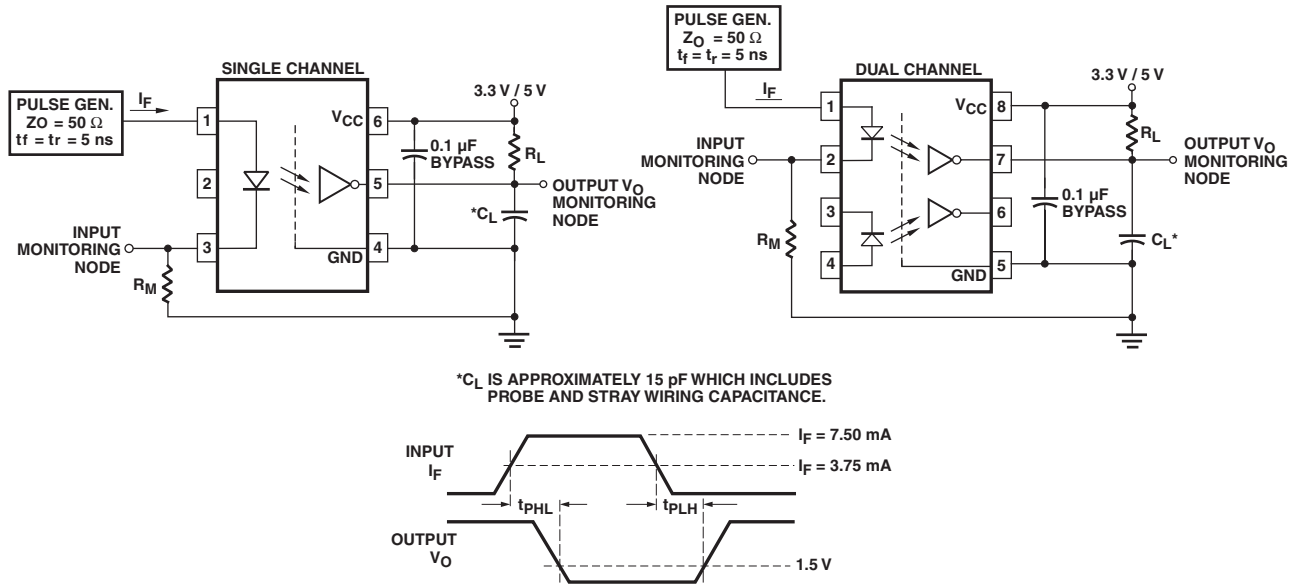 SINGLE CHANNEL
PULSE GEN.
ZO = 50 Ω
tf = tr = 5 ns
IF
1
2
3
VCC 6
5
4
GND
0.1 µF
BYPASS
3.3 V / 5 V
RL
*CL
OUTPUT VO
MONITORING
NODE
INPUT
MONITORING
NODE
RM
PULSE GEN.
ZO = 50 Ω
tf = tr = 5 ns
DUAL CHANNEL
IF
1
2
3
4
VCC 8
7
6
5
GND
3.3 V / 5 V
RL
0.1 µF
BYPASS
CL*
OUTPUT VO
MONITORING
NODE
INPUT
MONITORING
NODE
RM
*CL IS APPROXIMATELY 15 pF WHICH INCLUDES
PROBE AND STRAY WIRING CAPACITANCE.
INPUT
IF
IF = 7.50 mA
IF = 3.75 mA
tPHL
tPLH
OUTPUT
VO
1.5 V